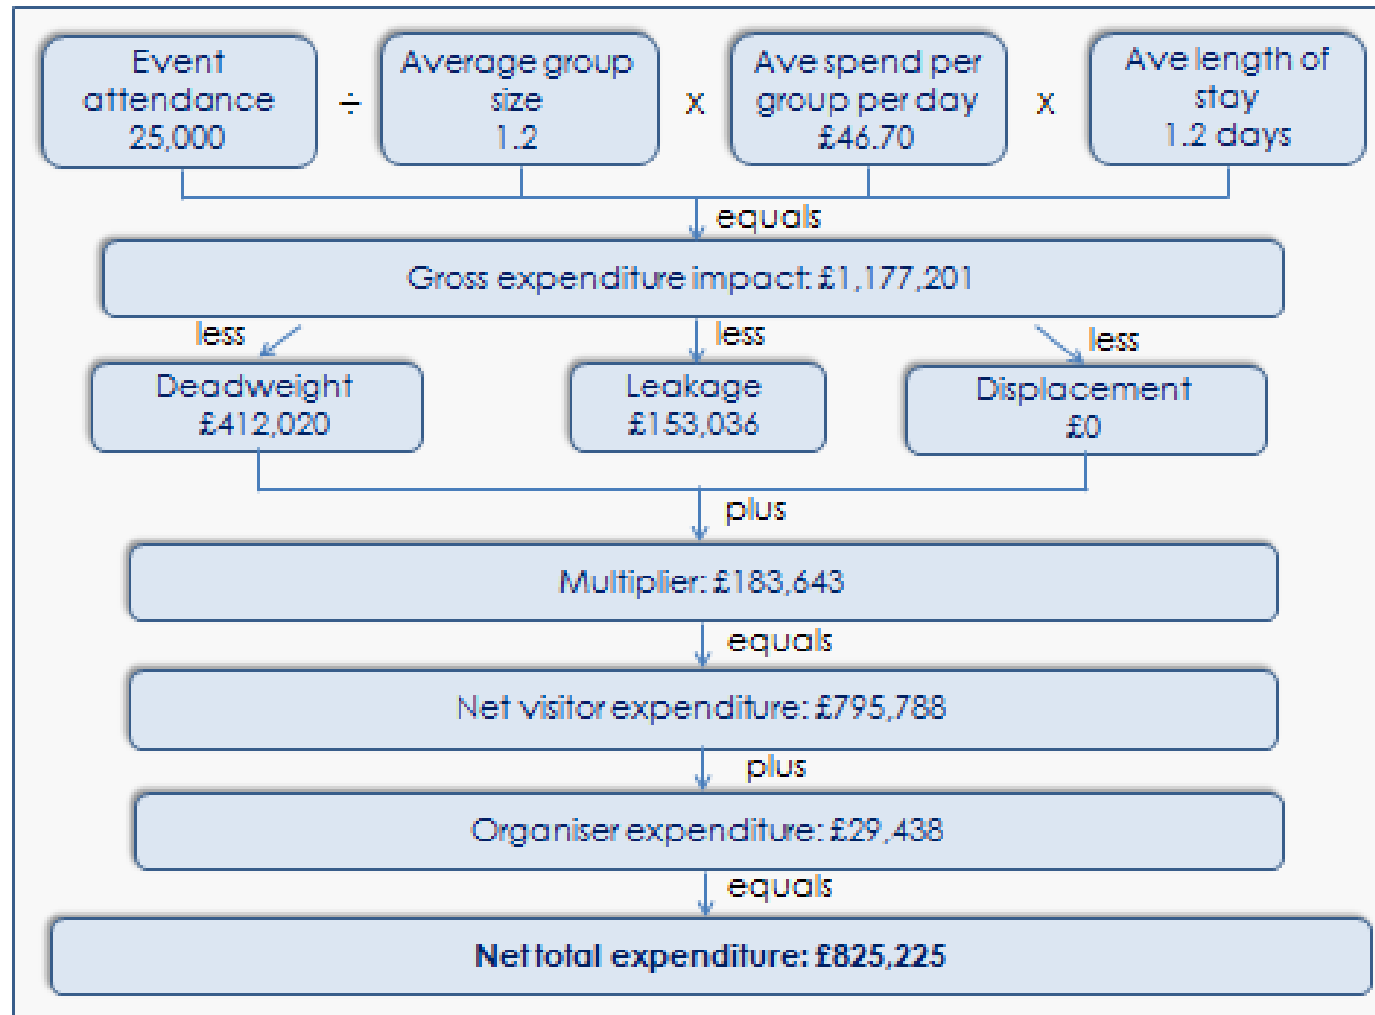 Event
attendance
25,000
÷
Average group
size
1.2
x
Ave spend per
group per day
£46.70
x
Ave length of
stay
1.2 days
equals
Gross expenditure impact: £1,177,201
less
less
less
Deadweight
£412,020
Leakage
£153,036
Displacement
£0
plus
Multiplier: £183,643
equals
Net visitor expenditure: £795,788
plus
Organiser expenditure: £29,438
equals
Net total expenditure: £825,225